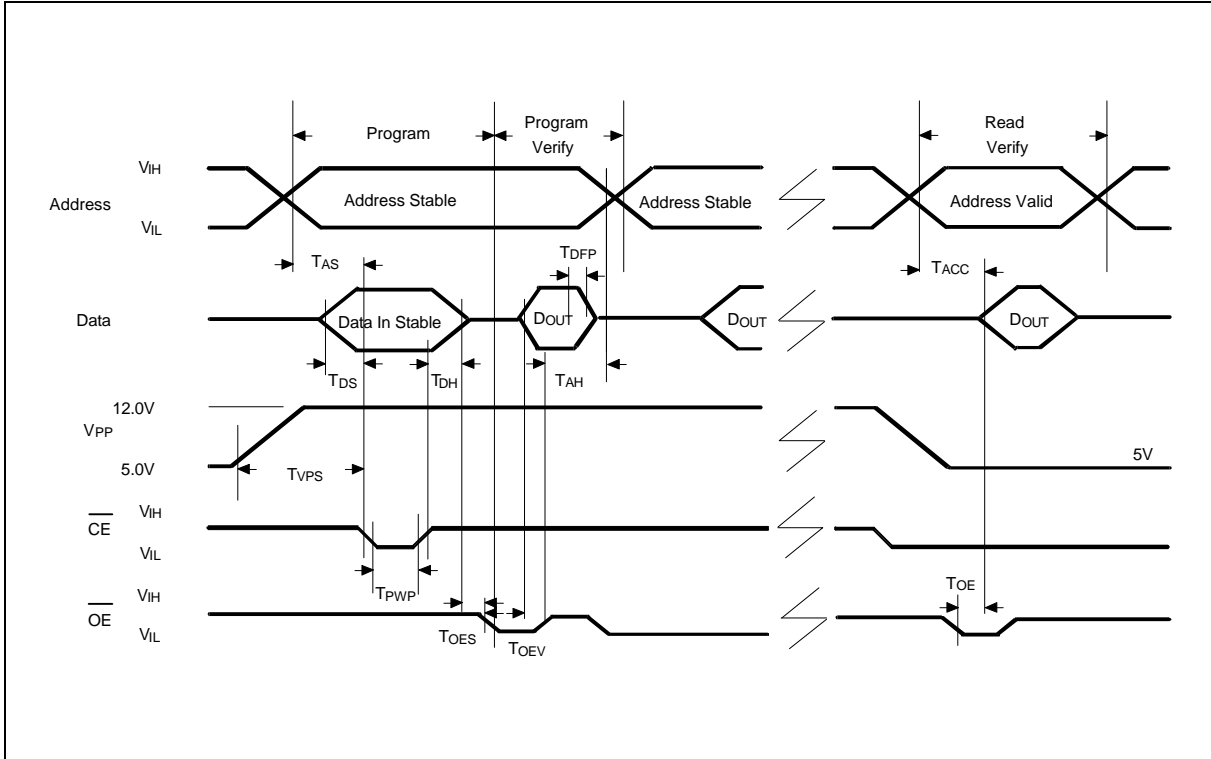 Program
Program
Verify
Read
Verify
VIH
Address
VIL
Address Stable
Address Stable
Address Valid
TAS
TDFP
TACC
Data
Data In Stable
DOUT
DOUT
DOUT
TDS
TDH
TAH
12.0V
VPP
5.0V
TVPS
5V
VIH
CE
VIL
TPWP
VIH
OE
VIL
TOES
TOEV
TOE